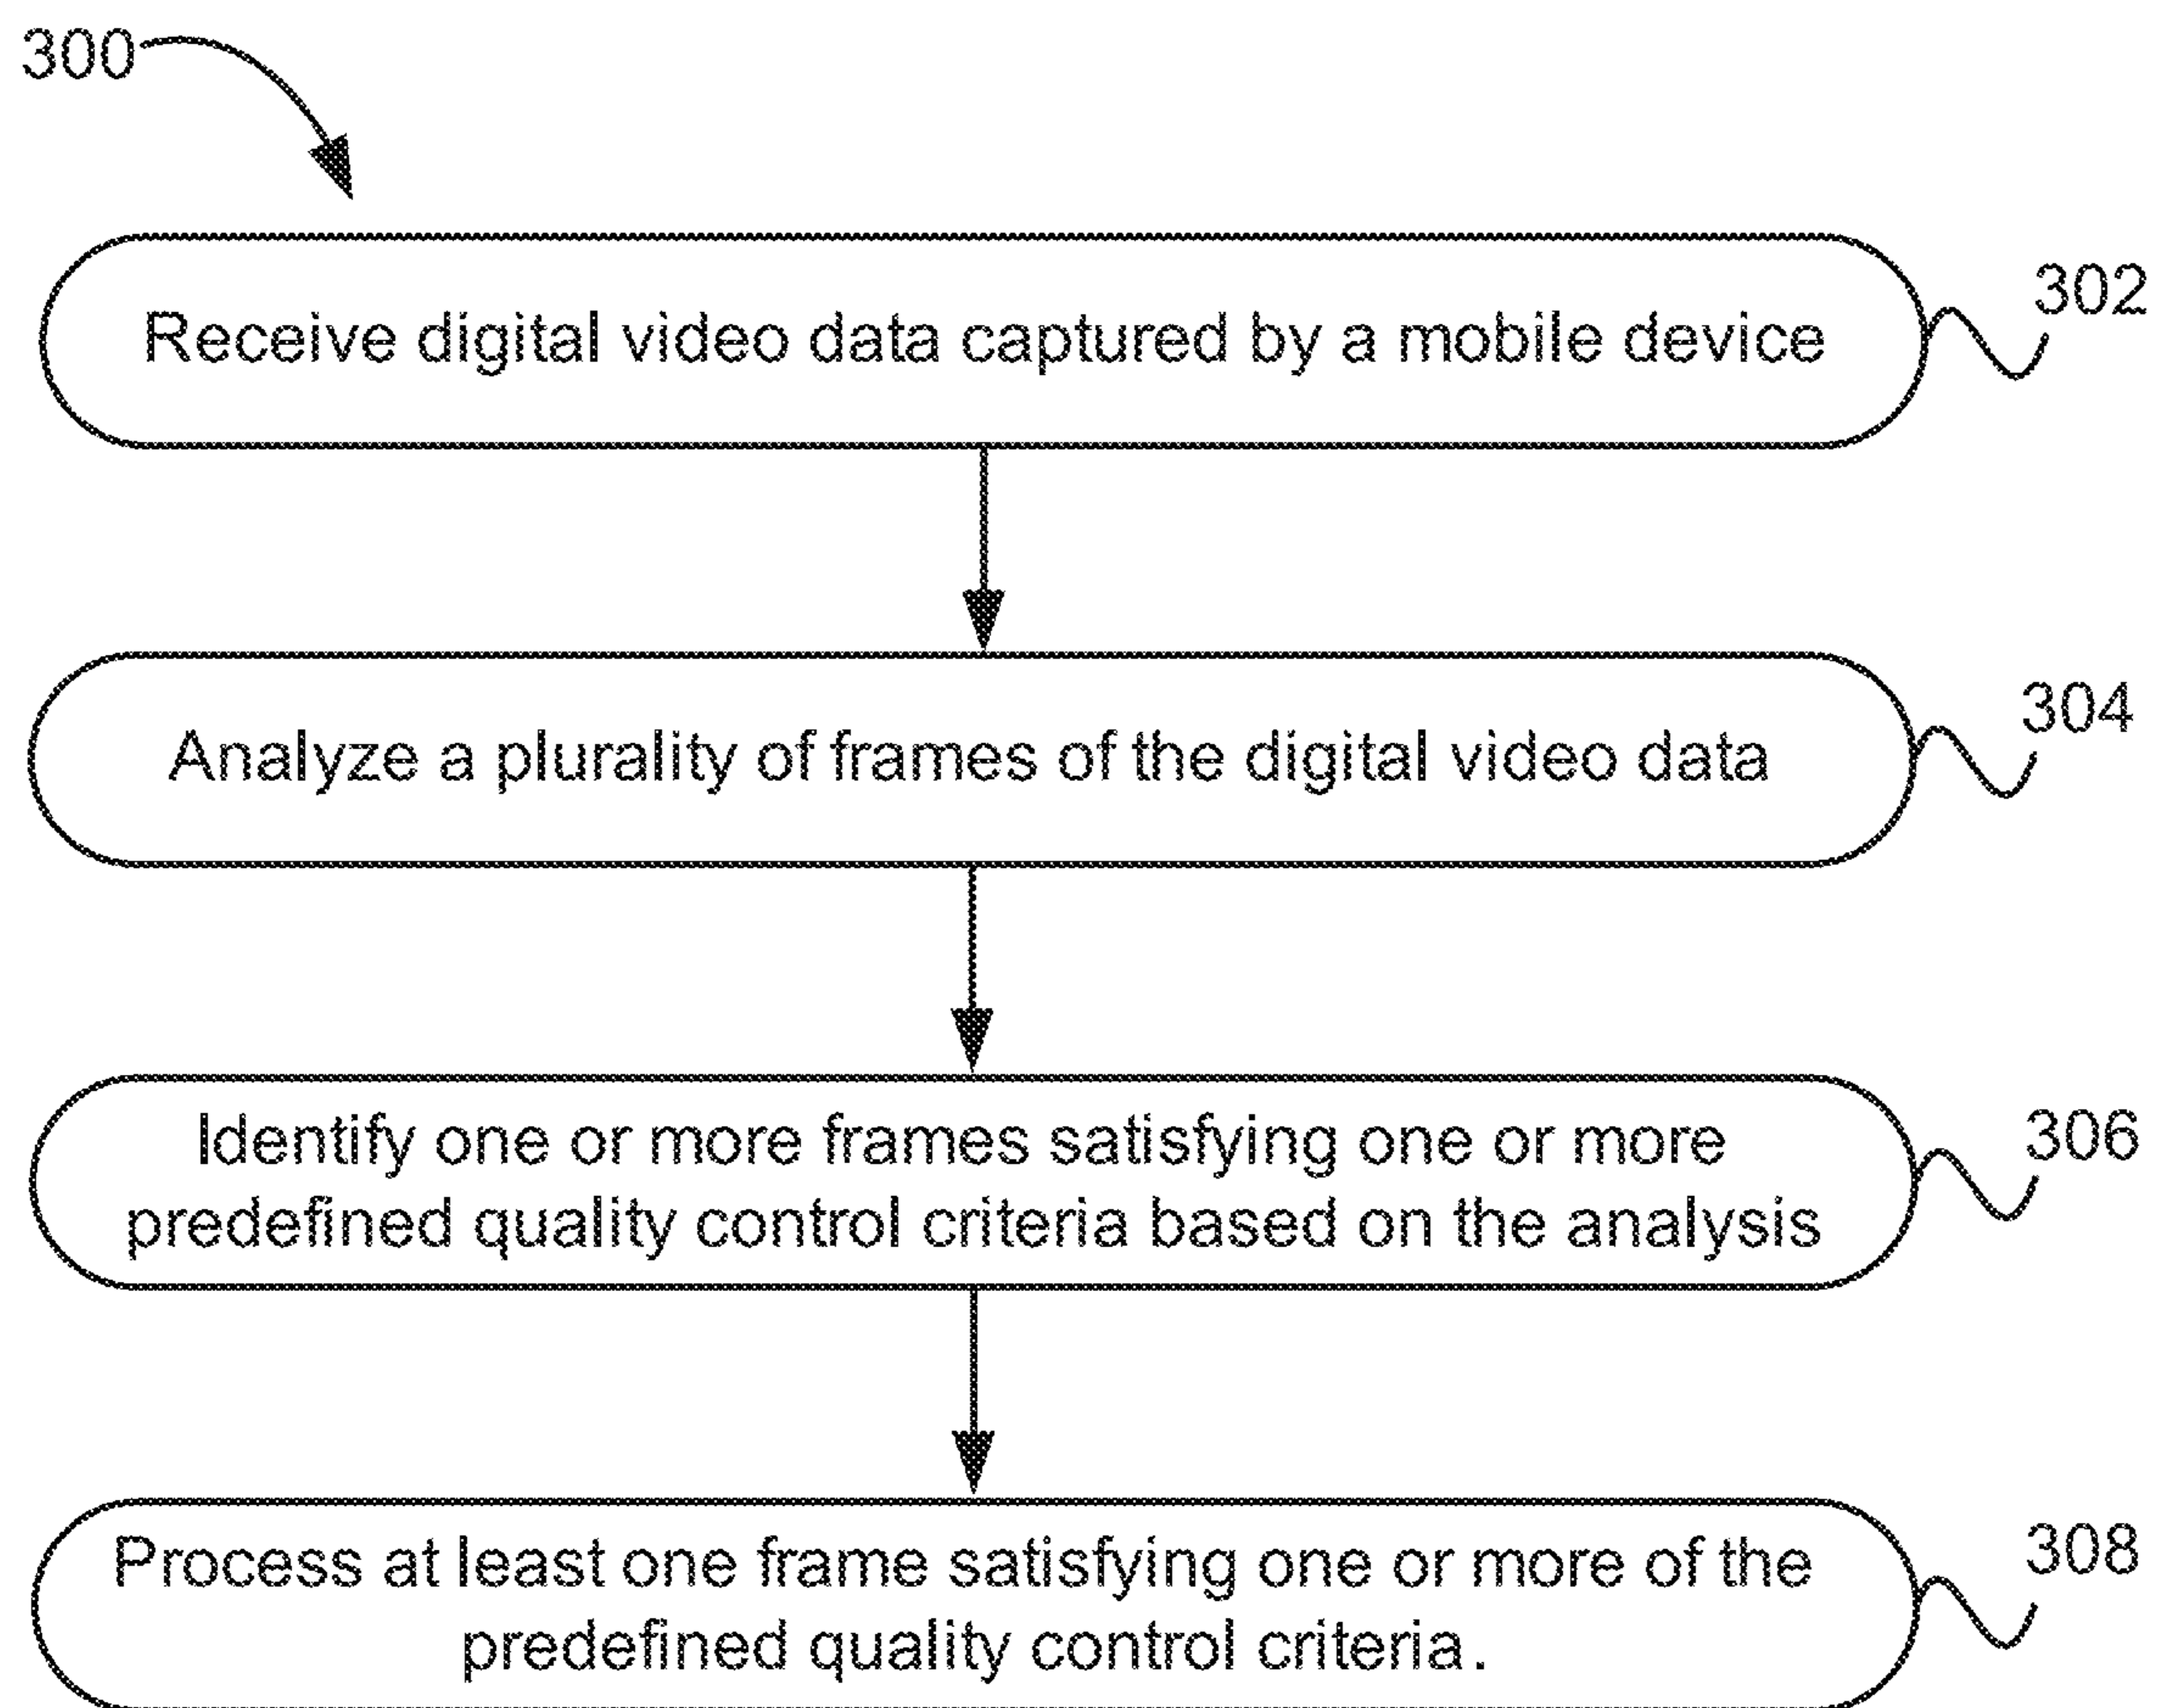 300
302
Receive digital video data captured by a mobile device
304
Analyze a plurality of frames of the digital video data
306
Identify one or more frames satisfying one or more
predefined quality control criteria based on the analysis
308
Process at least one frame satisfying one or more of the
predefined quality control criteria.